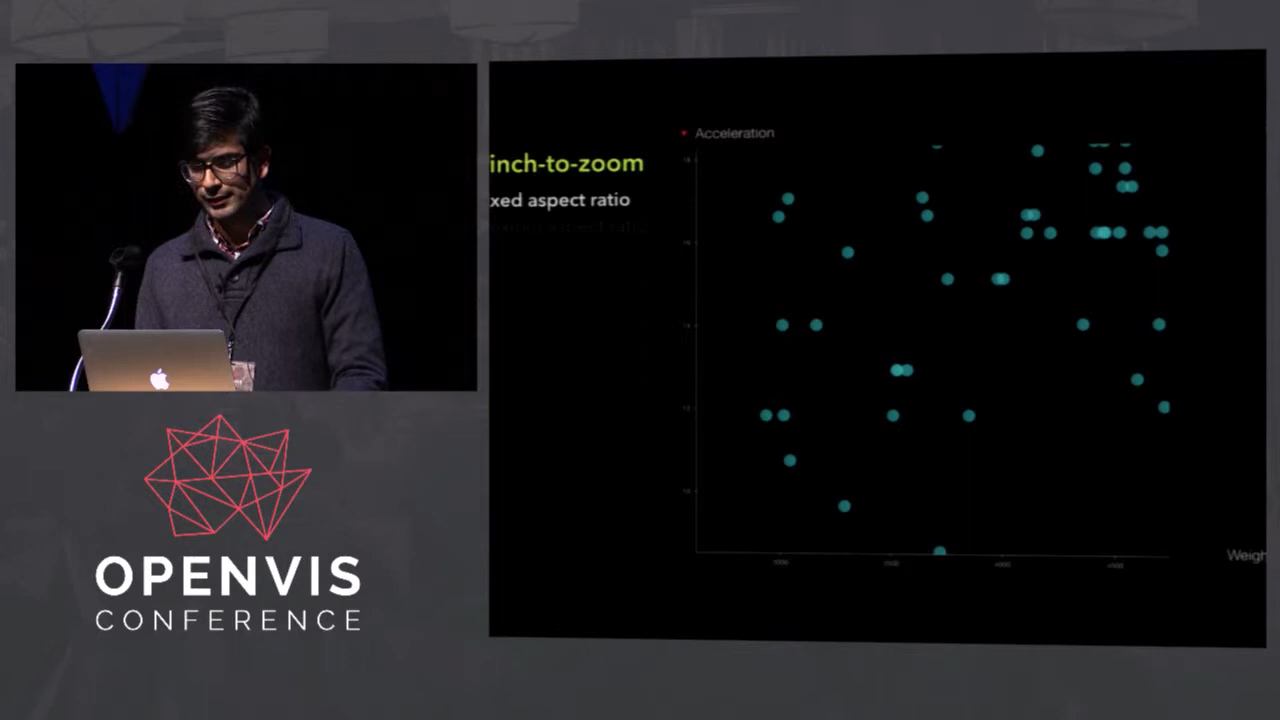 Acceleration
inch-to-zoom
xed aspect ratio
Weigh
OPENVIS
CONFERENCE